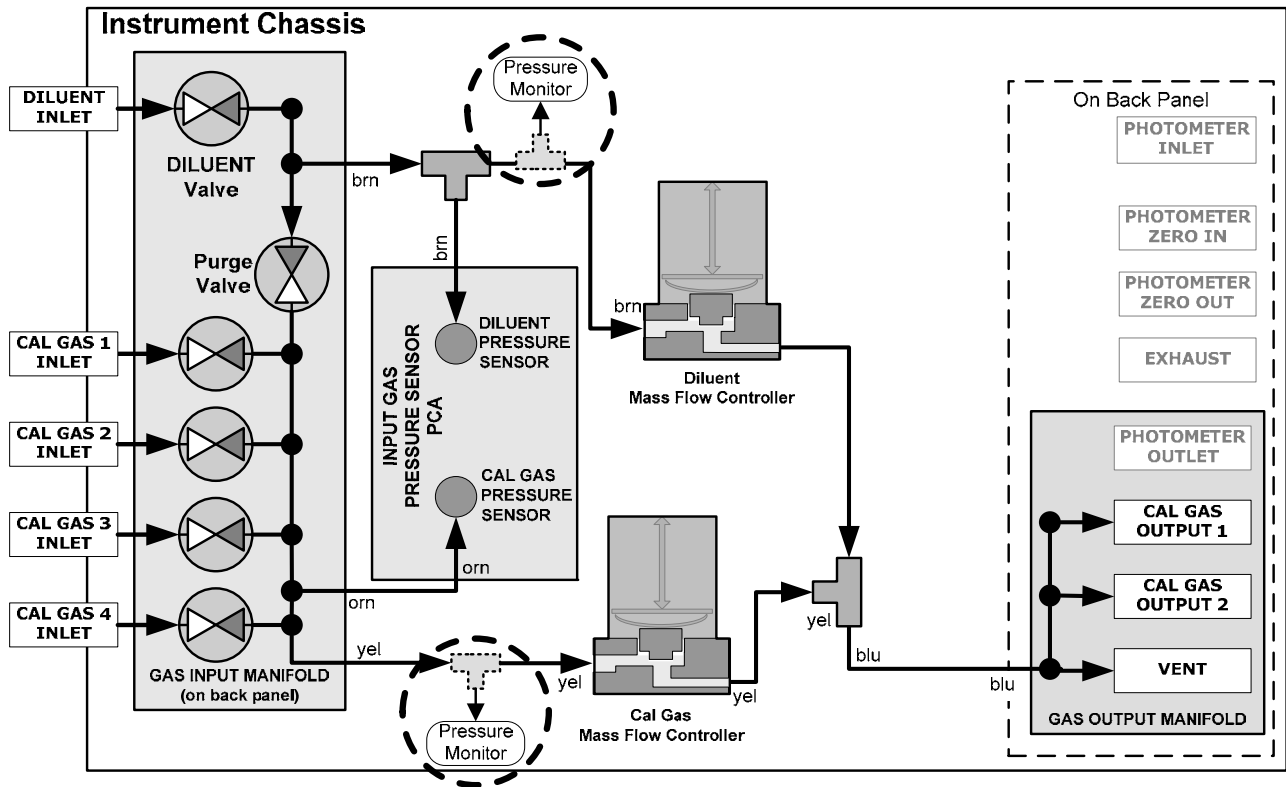 Instrument Chassis
DILUENT
INLET
DILUENT
Valve
Purge
Valve
CAL GAS 1
INLET
CAL GAS 2
INLET
CAL GAS 3
INLET
CAL GAS 4
INLET
GAS INPUT MANIFOLD
(on back panel)
brn
brn
Pressure
Monitor
INPUT GAS
PRESSURE SENSOR
PCA
DILUENT
PRESSURE
SENSOR
CAL GAS
PRESSURE
SENSOR
orn
orn
yel
Pressure
Monitor
brn
Diluent
Mass Flow Controller
yel
yel
Cal Gas
Mass Flow Controller
yel
blu
blu
On Back Panel
PHOTOMETER
INLET
PHOTOMETER
ZERO IN
PHOTOMETER
ZERO OUT
EXHAUST
PHOTOMETER
OUTLET
CAL GAS
OUTPUT 1
CAL GAS
OUTPUT 2
VENT
GAS OUTPUT MANIFOLD